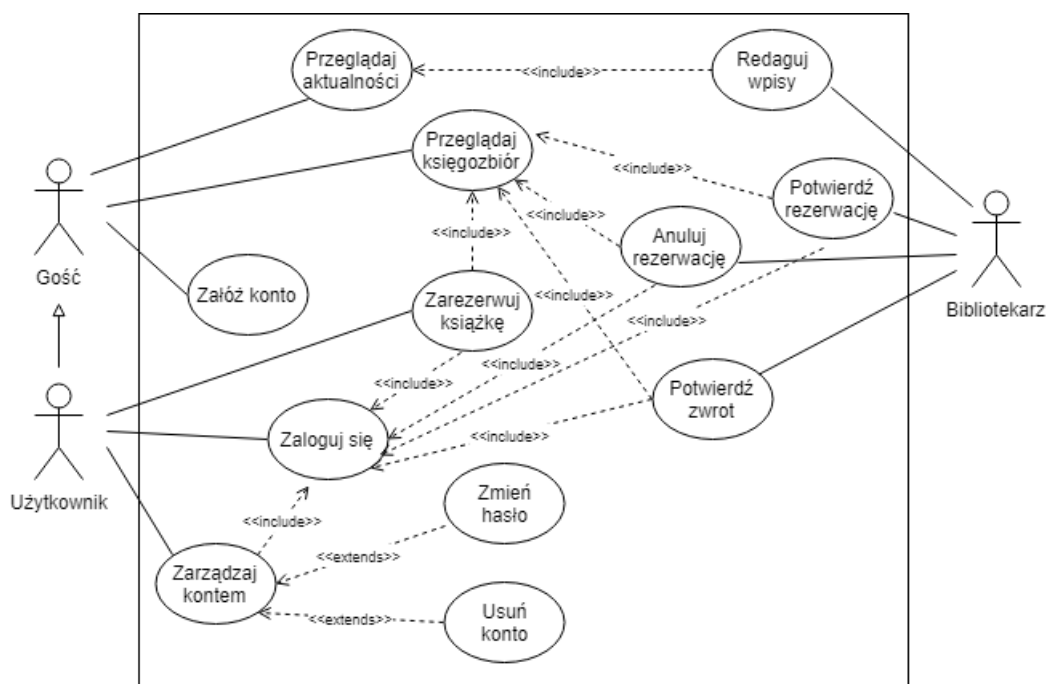 Przeglądaj
aktualności
<<include>>
Redaguj
wpisy
Przeglądaj
księgozbiór
<<include>>
Potwierdź
rezerwację
<<include>>
<<include>>
Anuluj
rezerwację
Gość
Załóż konto
Zarezerwuj
książkę
<<include>>
<<include>>
Bibliotekarz
<<include>>
<<include>>
Potwierdź
zwrot
Zaloguj się
<<include>>
Użytkownik
Zmień
hasło
<<include>>
<<extends>>
Zarządzaj
kontem
Usuń
konto
<<extends>>